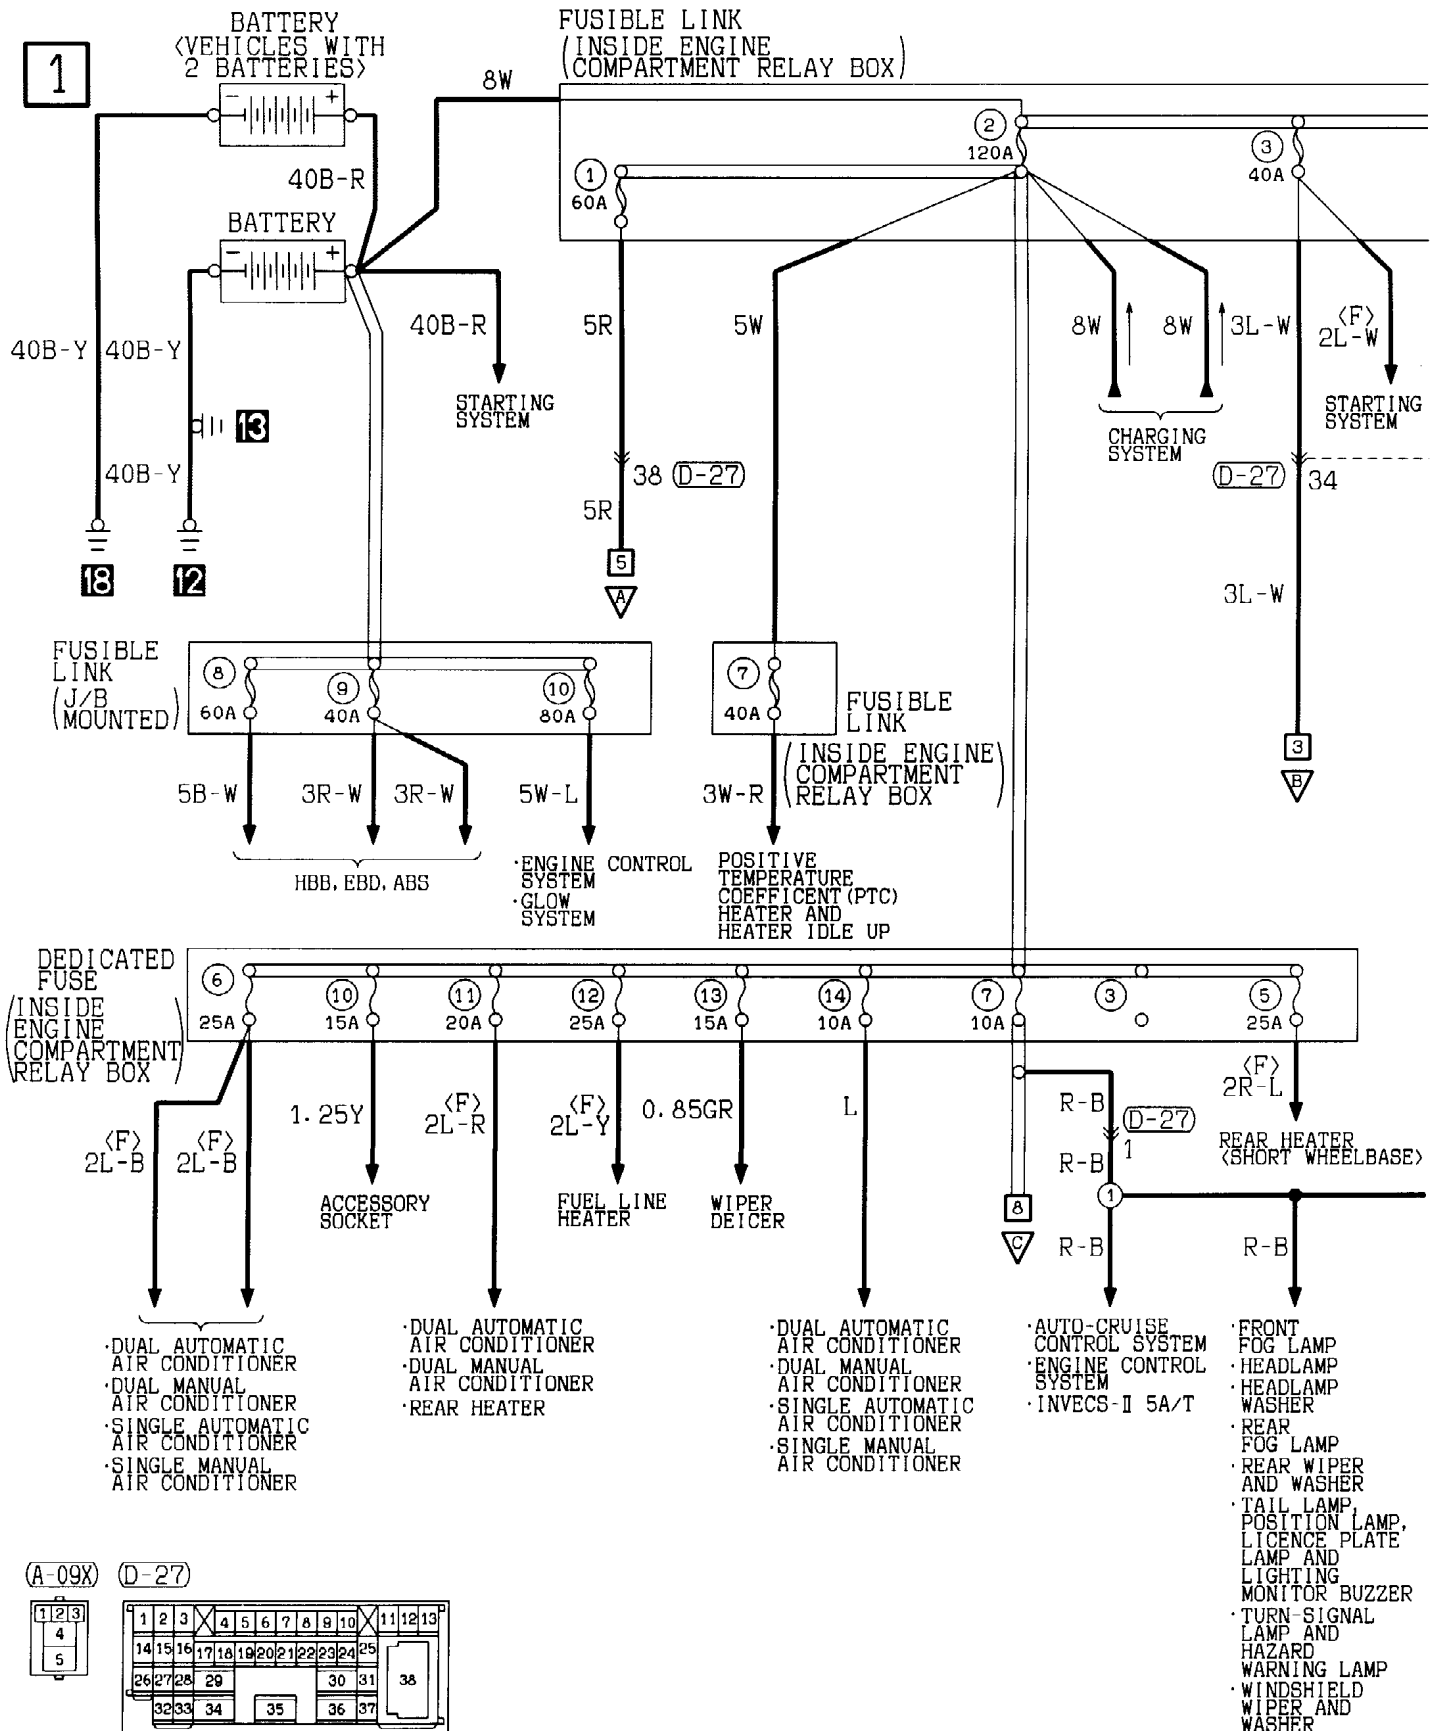 1
BATTERY
<VEHICLES WITH
2 BATTERIES>
FUSIBLE LINK
(INSIDE ENGINE
COMPARTMENT RELAY BOX)
8W
- +
2
120A
3
40A
1
60A
40B-R
BATTERY
- +
40B-Y
40B-Y
40B-R
5R
5W
8W
8W
3L-W
<F>
2L-W
STARTING
SYSTEM
STARTING
SYSTEM
CHARGING
SYSTEM
13
40B-Y
38 (D-27)
(D-27) 34
5R
18
12
5
A
3L-W
FUSIBLE
LINK
(J/B
MOUNTED)
8
60A
9
40A
10
80A
7
40A
FUSIBLE
LINK
(INSIDE ENGINE
COMPARTMENT
RELAY BOX)
3
B
5B-W
3R-W
3R-W
5W-L
3W-R
HBB, EBD, ABS
·ENGINE CONTROL
SYSTEM
·GLOW
SYSTEM
POSITIVE
TEMPERATURE
COEFFICENT(PTC)
HEATER AND
HEATER IDLE UP
DEDICATED
FUSE
(INSIDE
ENGINE
COMPARTMENT
RELAY BOX)
6
25A
10
15A
11
20A
12
25A
13
15A
14
10A
7
10A
3
5
25A
<F>
2L-B
<F>
2L-B
1.25Y
<F>
2L-R
<F>
2L-Y
0.85GR
L
R-B
(D-27)
1
R-B
<F>
2R-L
REAR HEATER
<SHORT WHEELBASE>
ACCESSORY
SOCKET
FUEL LINE
HEATER
WIPER
DEICER
8
C
1
R-B
R-B
·DUAL AUTOMATIC
AIR CONDITIONER
·DUAL MANUAL
AIR CONDITIONER
·SINGLE AUTOMATIC
AIR CONDITIONER
·SINGLE MANUAL
AIR CONDITIONER
·DUAL AUTOMATIC
AIR CONDITIONER
·DUAL MANUAL
AIR CONDITIONER
·REAR HEATER
·DUAL AUTOMATIC
AIR CONDITIONER
·DUAL MANUAL
AIR CONDITIONER
·SINGLE AUTOMATIC
AIR CONDITIONER
·SINGLE MANUAL
AIR CONDITIONER
·AUTO-CRUISE
CONTROL SYSTEM
·ENGINE CONTROL
SYSTEM
·INVECS-Ⅱ 5A/T
·FRONT
FOG LAMP
·HEADLAMP
·HEADLAMP
WASHER
·REAR
FOG LAMP
·REAR WIPER
AND WASHER
·TAIL LAMP,
POSITION LAMP,
LICENCE PLATE
LAMP AND
LIGHTING
MONITOR BUZZER
·TURN-SIGNAL
LAMP AND
HAZARD
WARNING LAMP
·WINDSHIELD
WIPER AND
WASHER
(A-09X)
1 2 3
4
5
(D-27)
1 2 3 4 5 6 7 8 9 10 11 12 13
14 15 16 17 18 19 20 21 22 23 24 25
26 27 28 29 30 31 38
32 33 34 35 36 37